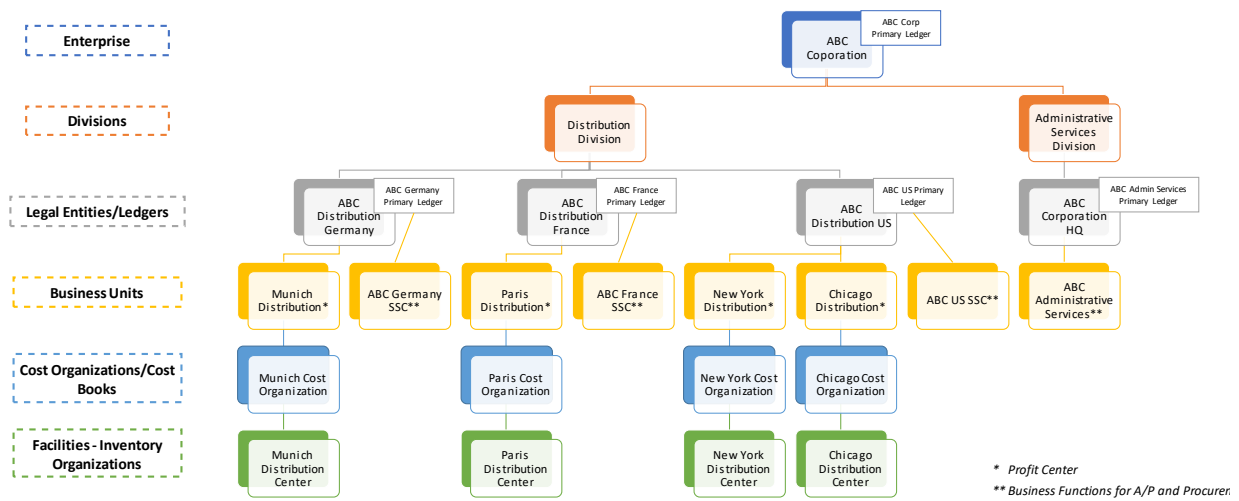 Enterprise
ABC
Coporation
ABC Corp
Primary Ledger
Divisions
Distribution
Division
Administrative
Services
Division
Legal Entities/Ledgers
ABC
Distribution
Germany
ABC Germany
Primary Ledger
ABC
Distribution
France
ABC France
Primary Ledger
ABC
Distribution US
ABC US Primary
Ledger
ABC
Corporation
HQ
ABC Admin Services
Primary Ledger
Business Units
Munich
Distribution*
ABC Germany
SSC**
Paris
Distribution*
ABC France
SSC**
New York
Distribution*
Chicago
Distribution*
ABC US SSC**
ABC
Administrative
Services**
Cost Organizations/Cost
Books
Munich Cost
Organization
Paris Cost
Organization
New York Cost
Organization
Chicago Cost
Organization
Facilities - Inventory
Organizations
Munich
Distribution
Center
Paris
Distribution
Center
New York
Distribution
Center
Chicago
Distribution
Center
* Profit Center
** Business Functions for A/P and Procurem